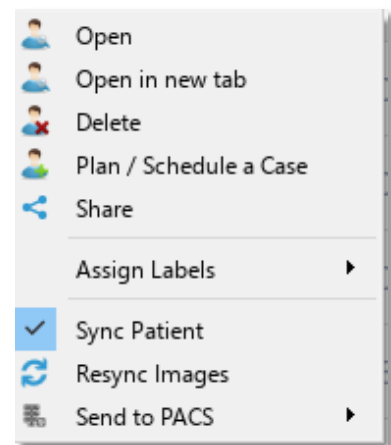 Open
Open in new tab
Delete
Plan / Schedule a Case
Share
Assign Labels
Sync Patient
Resync Images
Send to PACS